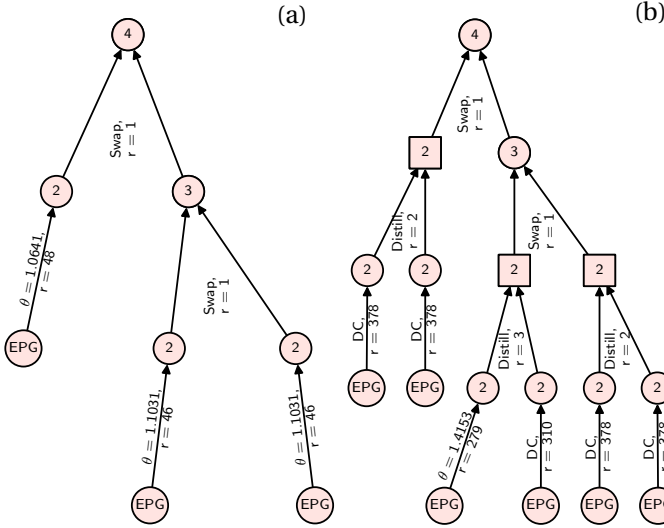 (a)
4
Swap,
r = 1
2
3
θ = 1.0641,
r = 48
Swap,
r = 1
EPG
2
2
θ = 1.1031,
r = 46
θ = 1.1031,
r = 46
EPG
EPG
(b)
4
Swap,
r = 1
2
3
Distill,
r = 2
Swap,
r = 1
2
2
2
2
DC,
r = 378
DC,
r = 378
Distill,
r = 3
Distill,
r = 2
EPG
EPG
2
2
2
2
θ = 1.4153,
r = 279
DC,
r = 310
DC,
r = 378
DC,
r = 378
EPG
EPG
EPG
EPG